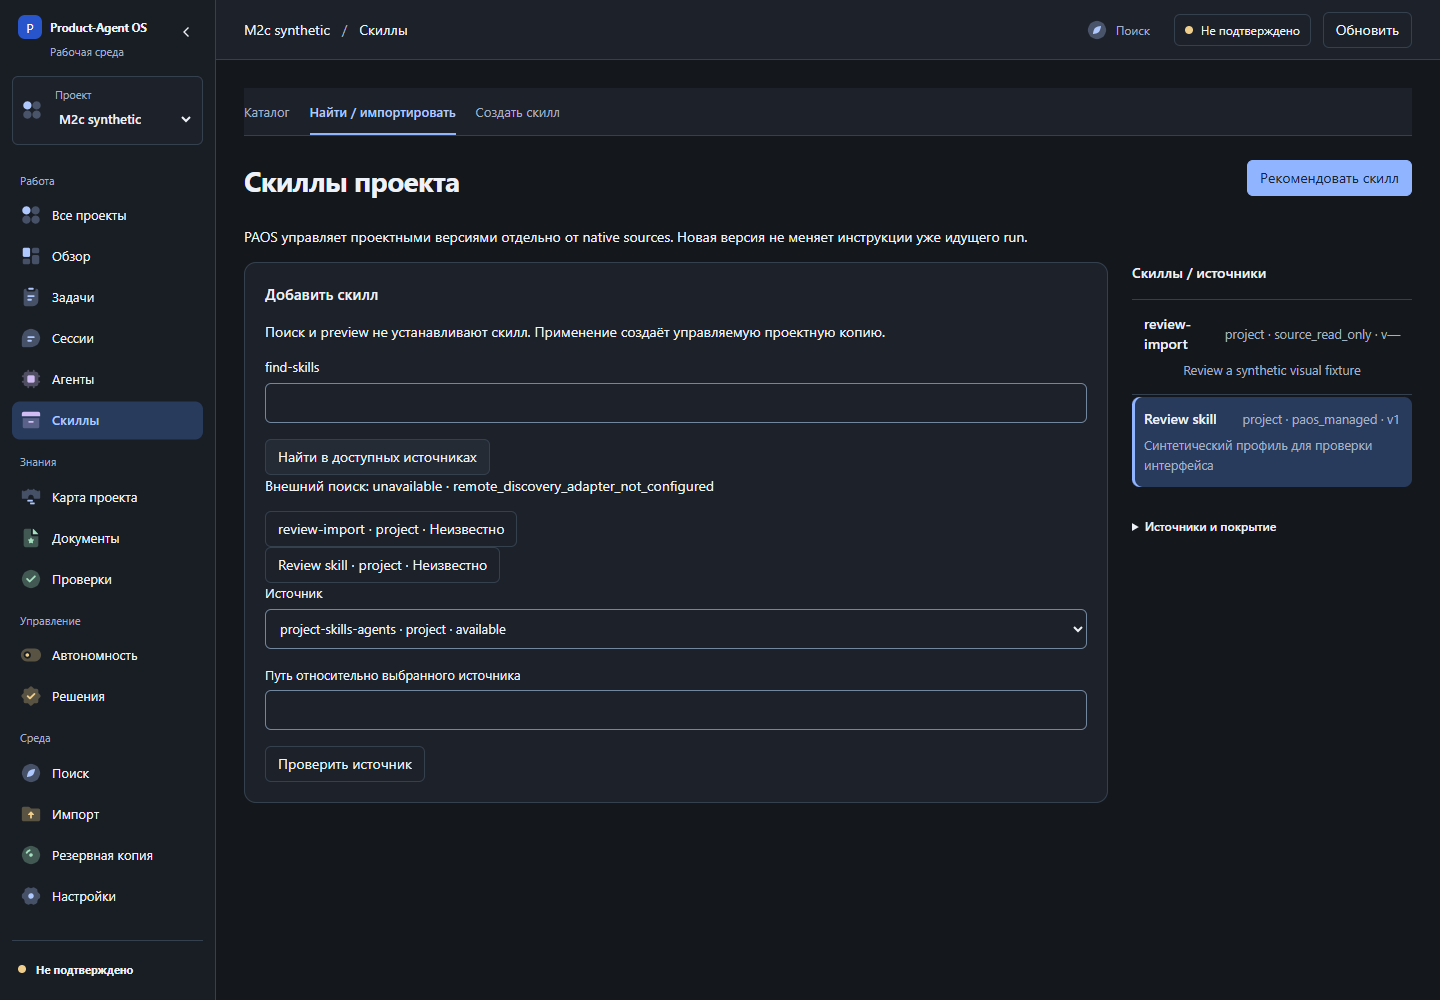 P
Product-Agent OS
Рабочая среда
Проект
M2c synthetic
Работа
Все проекты
Обзор
Задачи
Сессии
Агенты
Скиллы
Знания
Карта проекта
Документы
Проверки
Управление
Автономность
Решения
Среда
Поиск
Импорт
Резервная копия
Настройки
Не подтверждено
M2c synthetic / Скиллы
Поиск
Не подтверждено
Обновить
Каталог
Найти / импортировать
Создать скилл
Скиллы проекта
Рекомендовать скилл
PAOS управляет проектными версиями отдельно от native sources. Новая версия не меняет инструкции уже идущего run.
Добавить скилл
Поиск и preview не устанавливают скилл. Применение создаёт управляемую проектную копию.
find-skills
Найти в доступных источниках
Внешний поиск: unavailable · remote_discovery_adapter_not_configured
review-import · project · Неизвестно
Review skill · project · Неизвестно
Источник
project-skills-agents · project · available
Путь относительно выбранного источника
Проверить источник
Скиллы / источники
review-
import
project · source_read_only · v—
Review a synthetic visual fixture
Review skill
project · paos_managed · v1
Синтетический профиль для проверки
интерфейса
Источники и покрытие